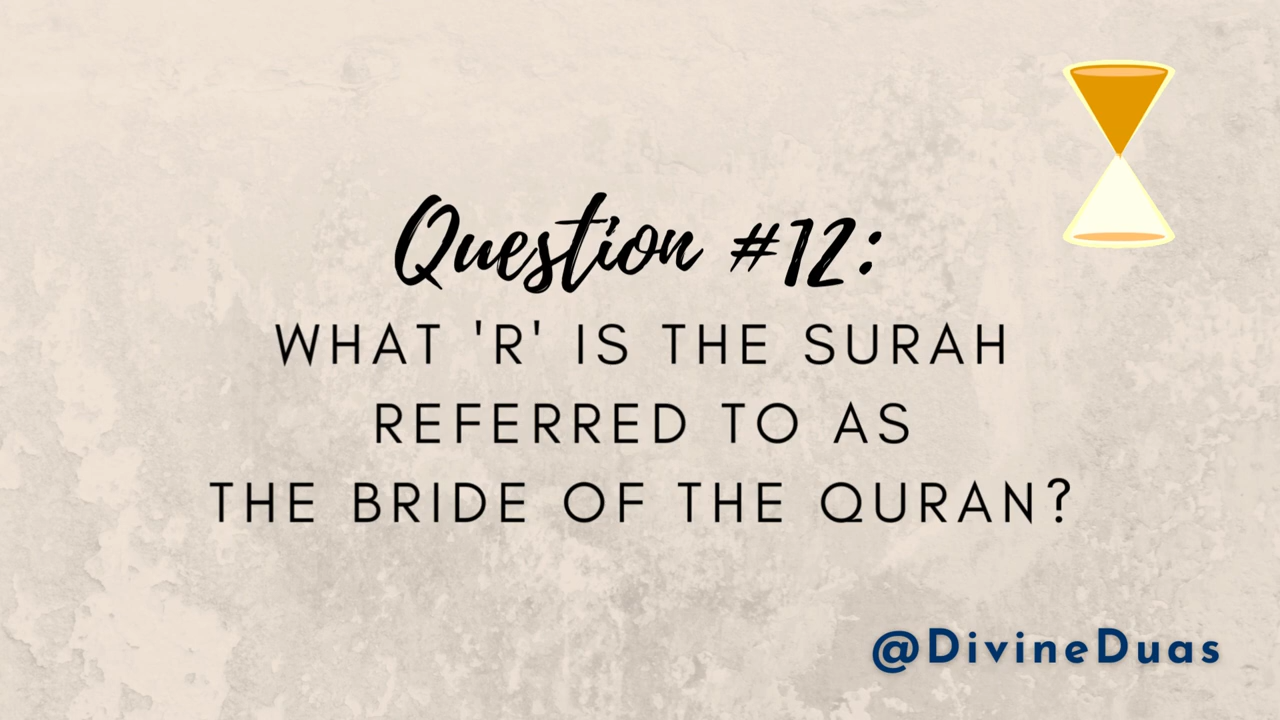 Question #12:
WHAT 'R' IS THE SURAH
REFERRED TO AS
THE BRIDE OF THE QURAN?
@DivineDuas